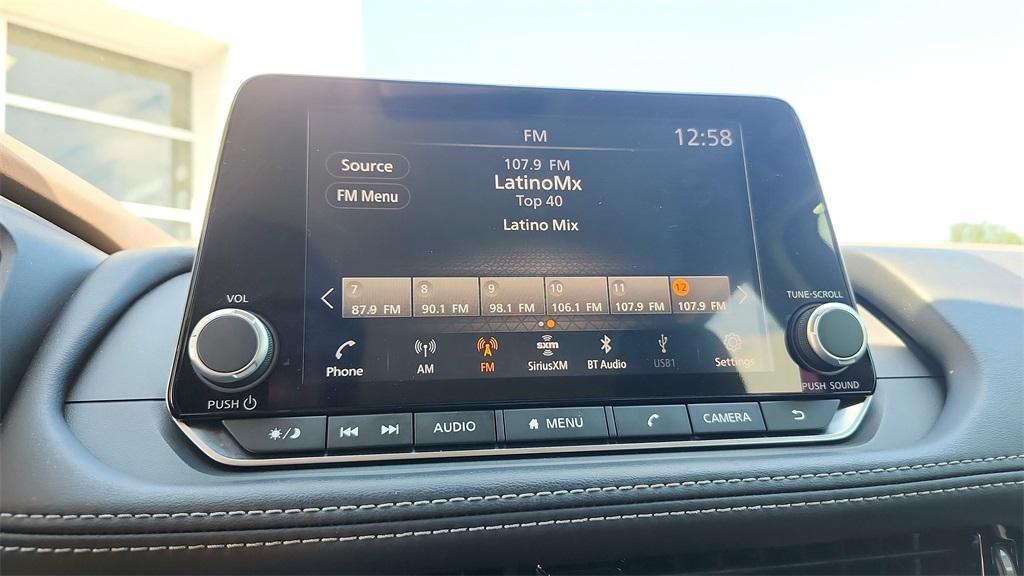 FM
12:58
Source
107.9 FM
LatinoMx
FM Menu
Top 40
Latino Mix
7 8 9 10 11 12
87.9 FM 90.1 FM 98.1 FM 106.1 FM 107.9 FM 107.9 FM
VOL
TUNE·SCROLL
sxm
Phone AM FM SiriusXM BT Audio USB1 Settings
PUSH
PUSH SOUND
AUDIO MENU CAMERA